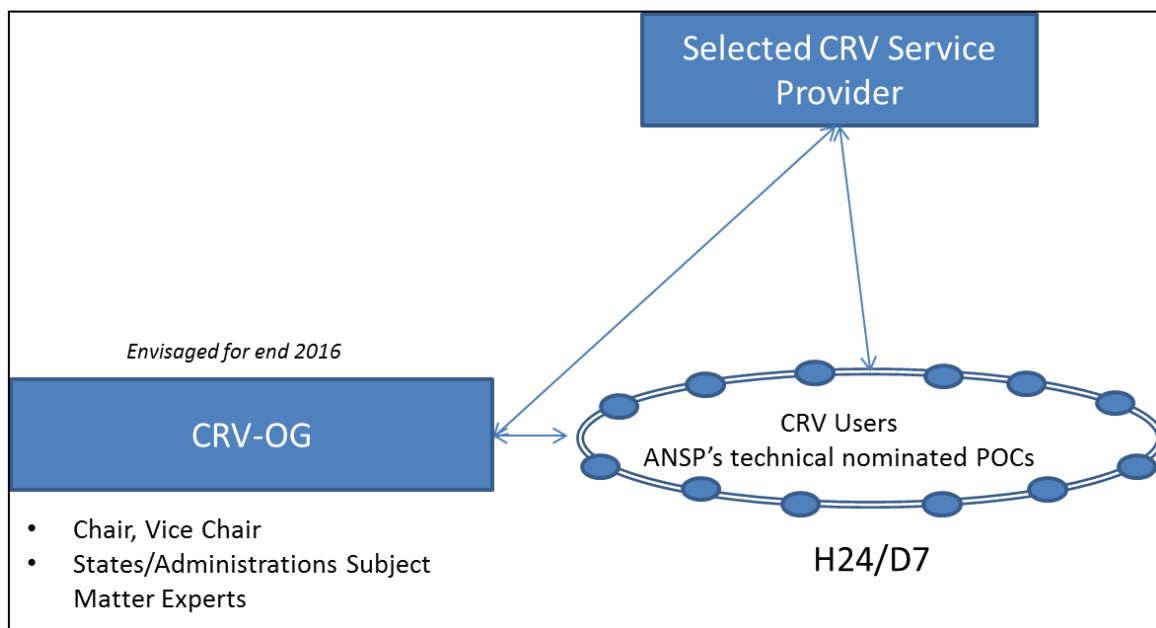 Selected CRV Service
Provider
Envisaged for end 2016
CRV-OG
CRV Users
ANSP's technical nominated POCs
• Chair, Vice Chair
• States/Administrations Subject
Matter Experts
H24/D7